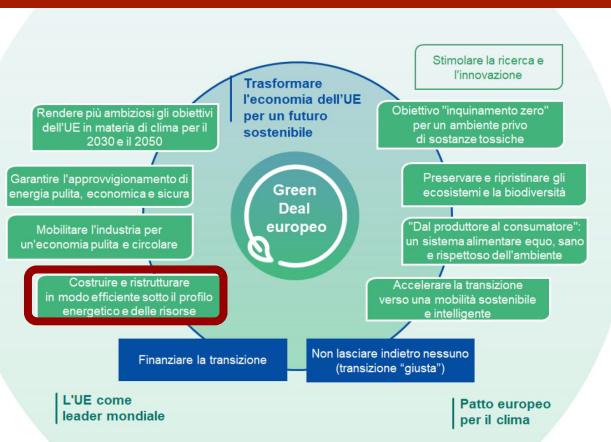 Stimolare la ricerca e
l'innovazione
Trasformare
l'economia dell'UE
per un futuro
sostenibile
Rendere più ambiziosi gli obiettivi
dell'UE in materia di clima per il
2030 e il 2050
Obiettivo "inquinamento zero"
per un ambiente privo
di sostanze tossiche
Garantire l'approvvigionamento di
energia pulita, economica e sicura
Green
Deal
europeo
Preservare e ripristinare gli
ecosistemi e la biodiversità
Mobilitare l'industria per
un'economia pulita e circolare
"Dal produttore al consumatore":
un sistema alimentare equo, sano
e rispettoso dell'ambiente
Costruire e ristrutturare
in modo efficiente sotto il profilo
energetico e delle risorse
Accelerare la transizione
verso una mobilità sostenibile
e intelligente
Finanziare la transizione
Non lasciare indietro nessuno
(transizione "giusta")
L'UE come
leader mondiale
Patto europeo
per il clima